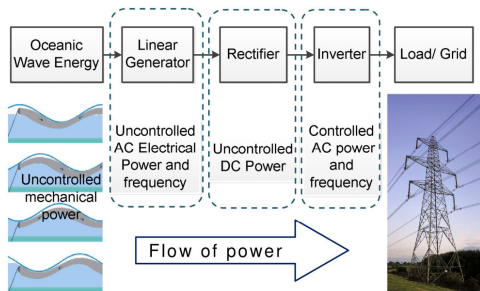 Oceanic
Wave Energy
Linear
Generator
Rectifier
Inverter
Load/ Grid
Uncontrolled
mechanical
power
Uncontrolled
AC Electrical
Power and
frequency
Uncontrolled
DC Power
Controlled
AC power
and
frequency
Flow of power